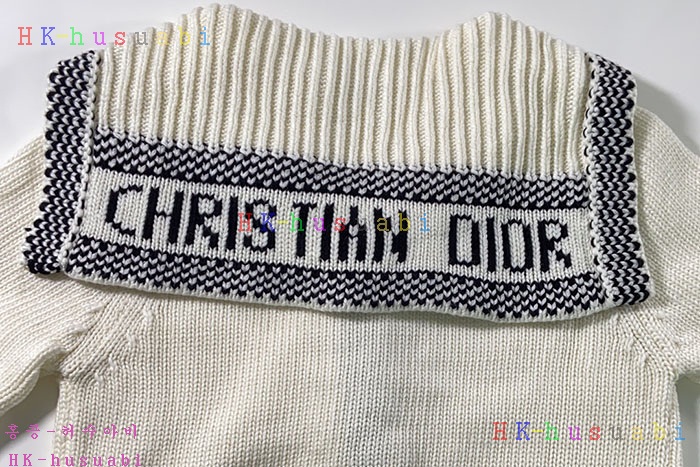 HK-husuabi
CHRISTIAN DIOR
HK-husuabi
HK-husuabi
홍콩-허수아비
HK-husuabi